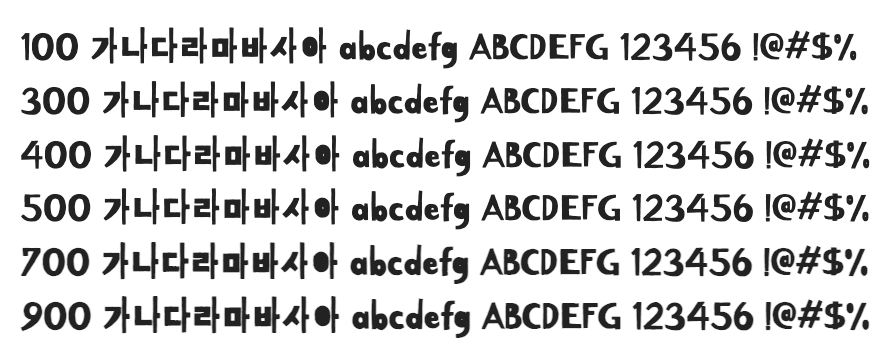 100 가나다라마바사아 abcdefg ABCDEFG 123456 !@#$%
300 가나다라마바사아 abcdefg ABCDEFG 123456 !@#$%
400 가나다라마바사아 abcdefg ABCDEFG 123456 !@#$%
500 가나다라마바사아 abcdefg ABCDEFG 123456 !@#$%
700 가나다라마바사아 abcdefg ABCDEFG 123456 !@#$%
900 가나다라마바사아 abcdefg ABCDEFG 123456 !@#$%